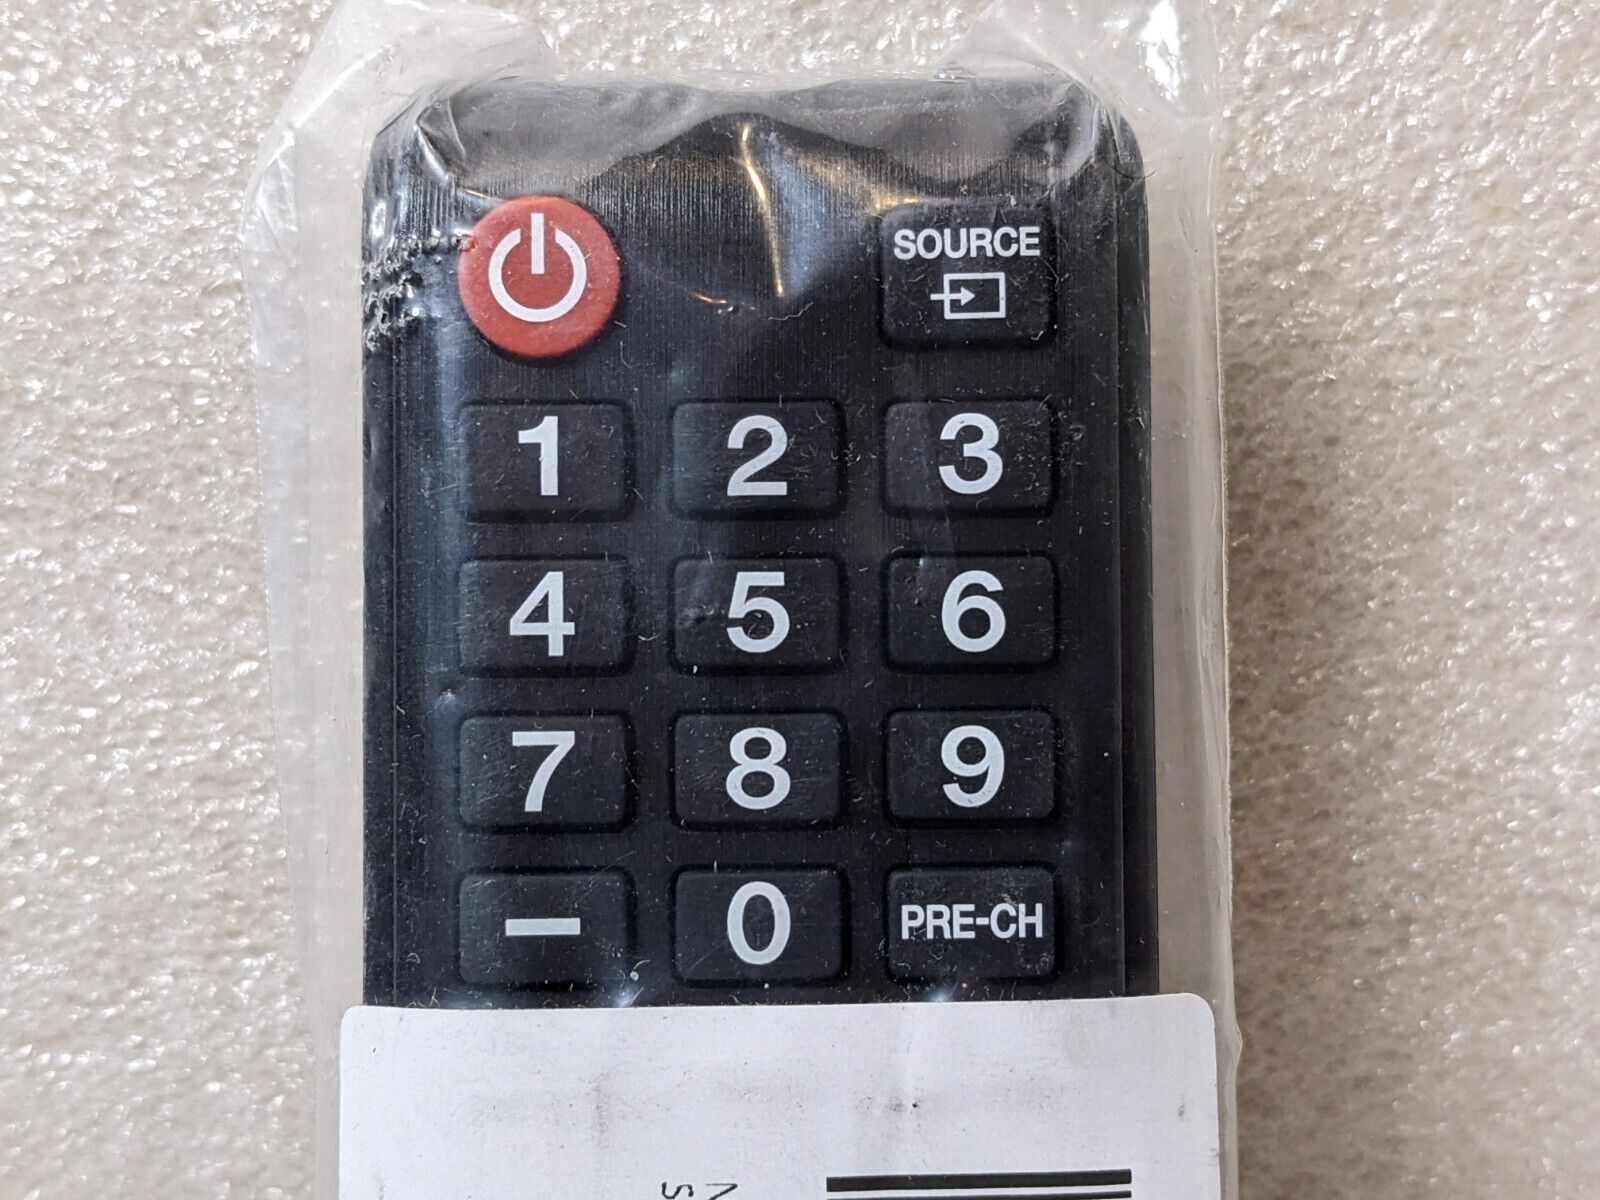 SOURCE
1 2 3
4 5 6
7 8 9
– 0 PRE-CH